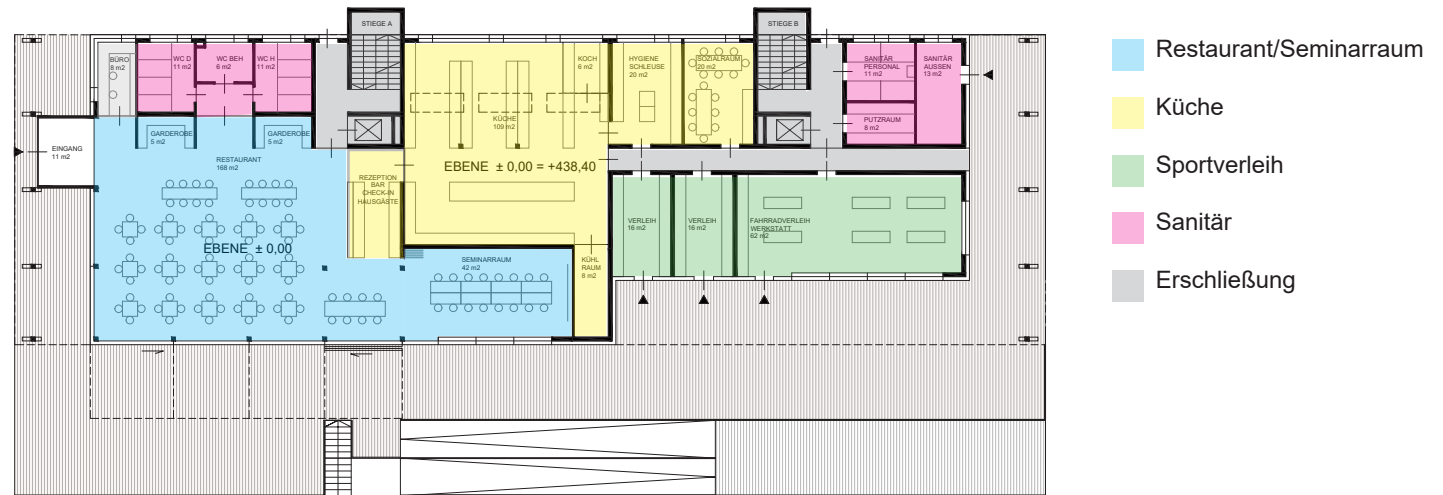 STIEGE A
STIEGE B
BÜRO
8 m2
WC D
11 m2
WC BEH
6 m2
WC H
11 m2
KOCH
6 m2
HYGIENE
SCHLEUSE
20 m2
SOZIALRAUM
20 m2
SANITÄR
PERSONAL
11 m2
SANITÄR
AUSSEN
13 m2
KÜCHE
109 m2
PUTZRAUM
8 m2
GARDEROBE
5 m2
GARDEROBE
5 m2
EINGANG
11 m2
RESTAURANT
168 m2
EBENE ± 0,00 = +438,40
REZEPTION
BAR
CHECK-IN
HAUSGÄSTE
VERLEIH
16 m2
VERLEIH
16 m2
FAHRRADVERLEIH
WERKSTATT
62 m2
EBENE ± 0,00
SEMINARRAUM
42 m2
KÜHL
RAUM
8 m2
Restaurant/Seminarraum
Küche
Sportverleih
Sanitär
Erschließung